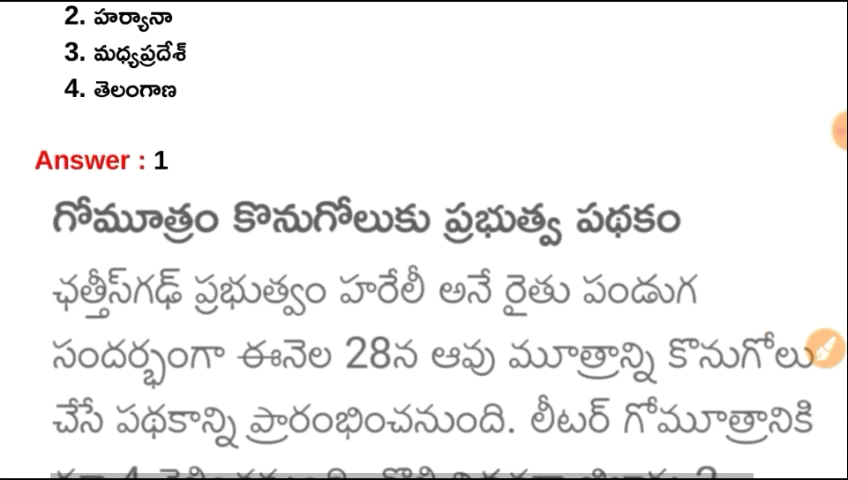 2. హర్యానా
3. మధ్యప్రదేశ్
4. తెలంగాణ
Answer : 1
గోమూత్రం కొనుగోలుకు ప్రభుత్వ పథకం
ఛత్తీస్‌గఢ్ ప్రభుత్వం హరేలీ అనే రైతు పండుగ
సందర్భంగా ఈనెల 28న ఆవు మూత్రాన్ని కొనుగోలు
చేసే పథకాన్ని ప్రారంభించనుంది. లీటర్ గోమూత్రానికి